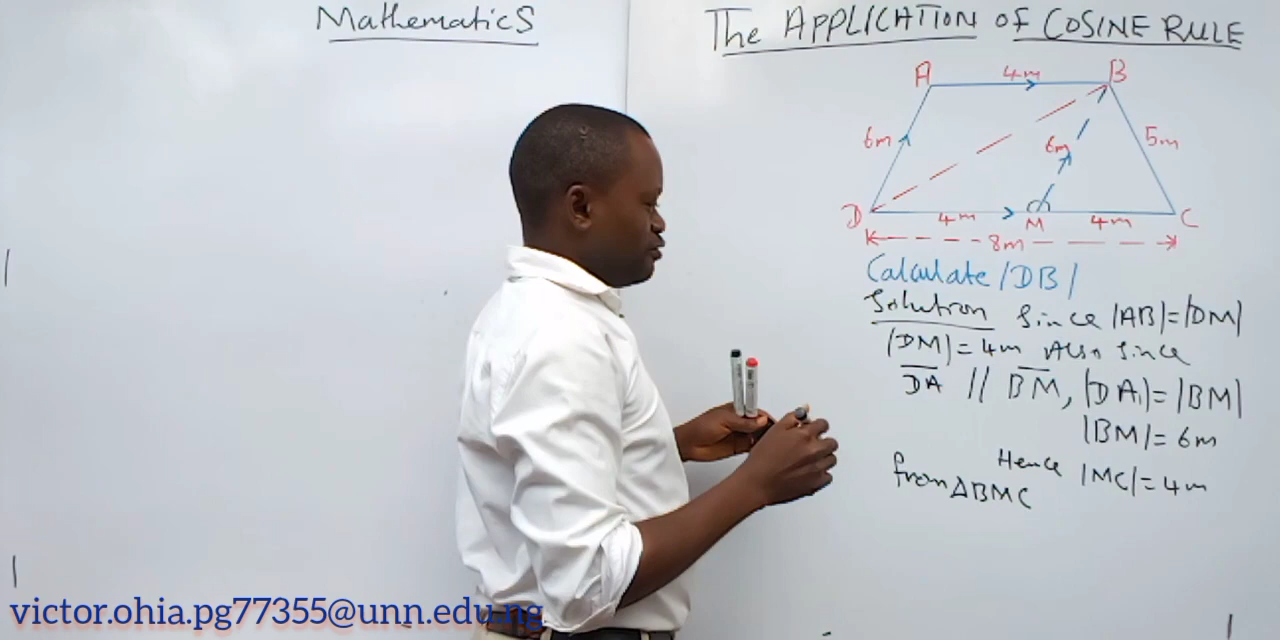 Mathematics
The APPLICATION OF COSINE RULE
A 4m B
6m 6m 5m
D 4m M 4m C
8m
Calculate |DB|
Solution Since |AB|=|DM|
|DM| = 4m Also since
DA // BM, |DA|=|BM|
|BM| = 6m
Hence |MC| = 4m
from ΔBMC
victor.ohia.pg77355@unn.edu.ng